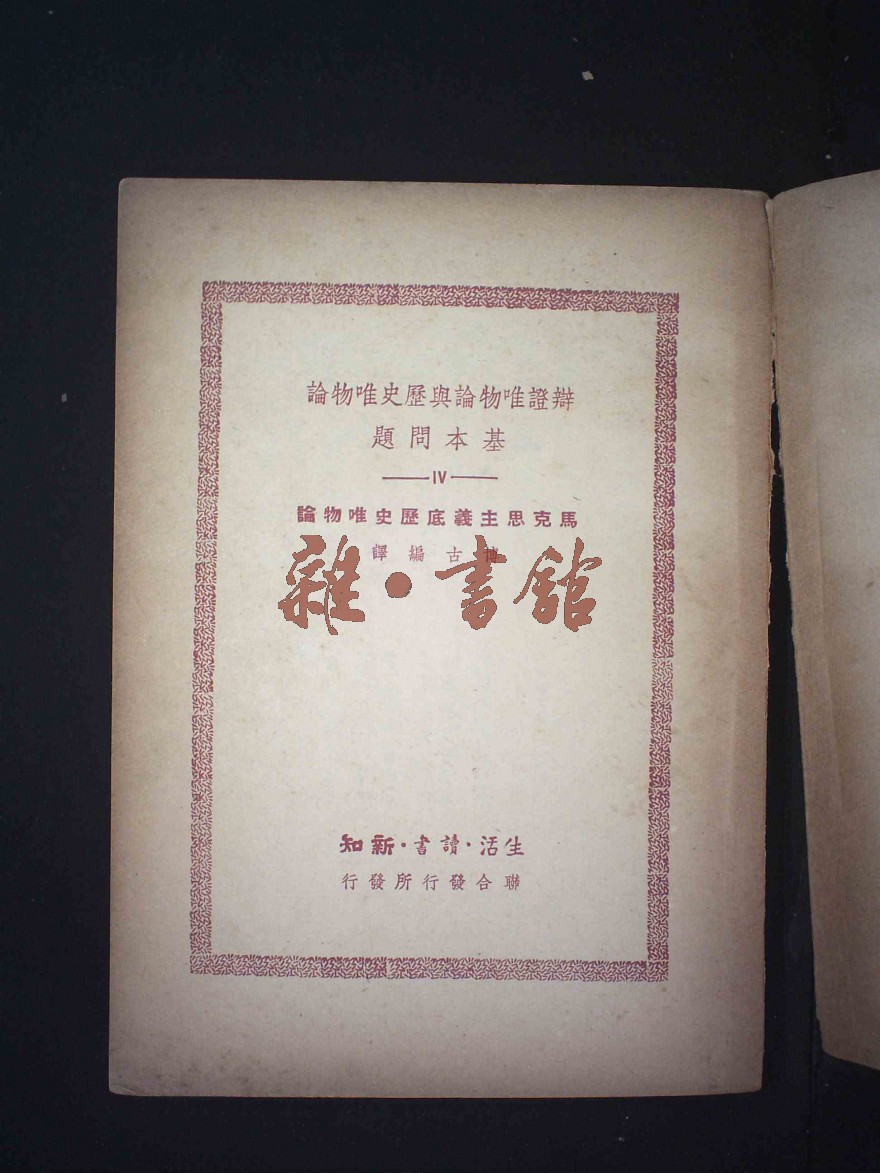 辯證唯物論與歷史唯物論
基本問題
IV
馬克思主義底歷史唯物論
博古編譯
雜·書館
生活·讀書·新知
聯合發行所發行